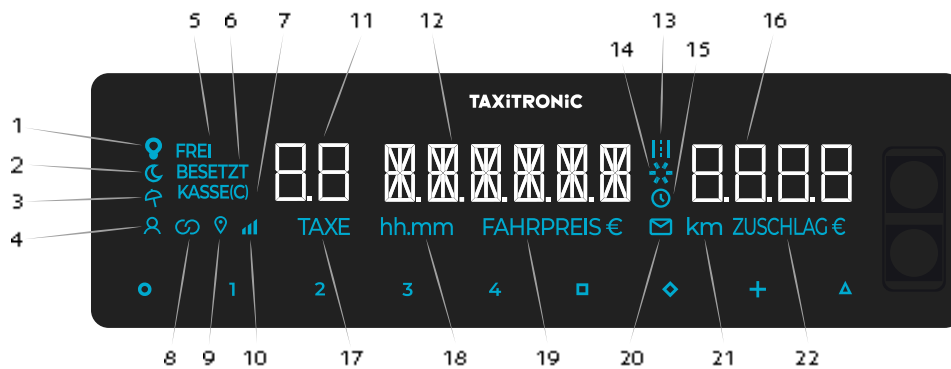 5 6 7 11 12 13 16
14 15
TAXiTRONiC
1 FREI
2 BESETZT
3 KASSE(C)
4 TAXE hh.mm FAHRPREIS € km ZUSCHLAG €
1 2 3 4
8 9 10 17 18 19 20 21 22